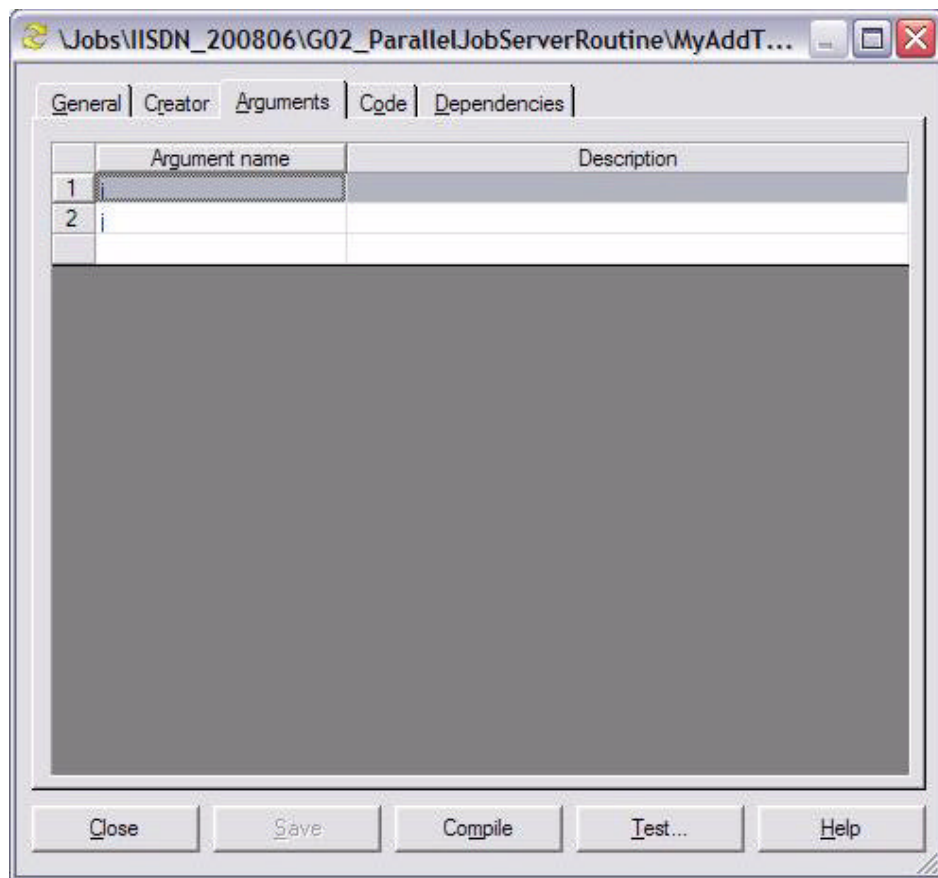 \Jobs\IISDN_200806\G02_ParallelJobServerRoutine\MyAddT...
General Creator Arguments Code Dependencies
Argument name Description
1 i
2 j
Close Save Compile Test... Help